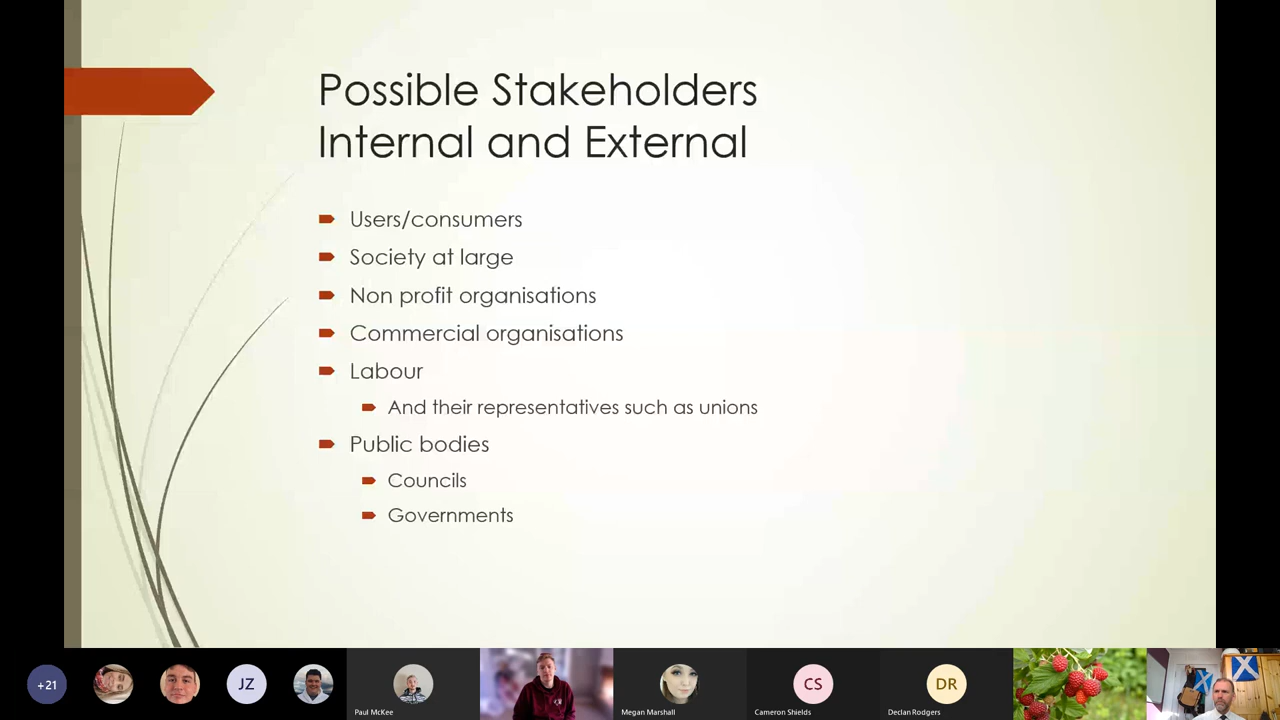 Possible Stakeholders
Internal and External
Users/consumers
Society at large
Non profit organisations
Commercial organisations
Labour
And their representatives such as unions
Public bodies
Councils
Governments
+21
JZ
Paul McKee
Megan Marshall
CS
Cameron Shields
DR
Declan Rodgers